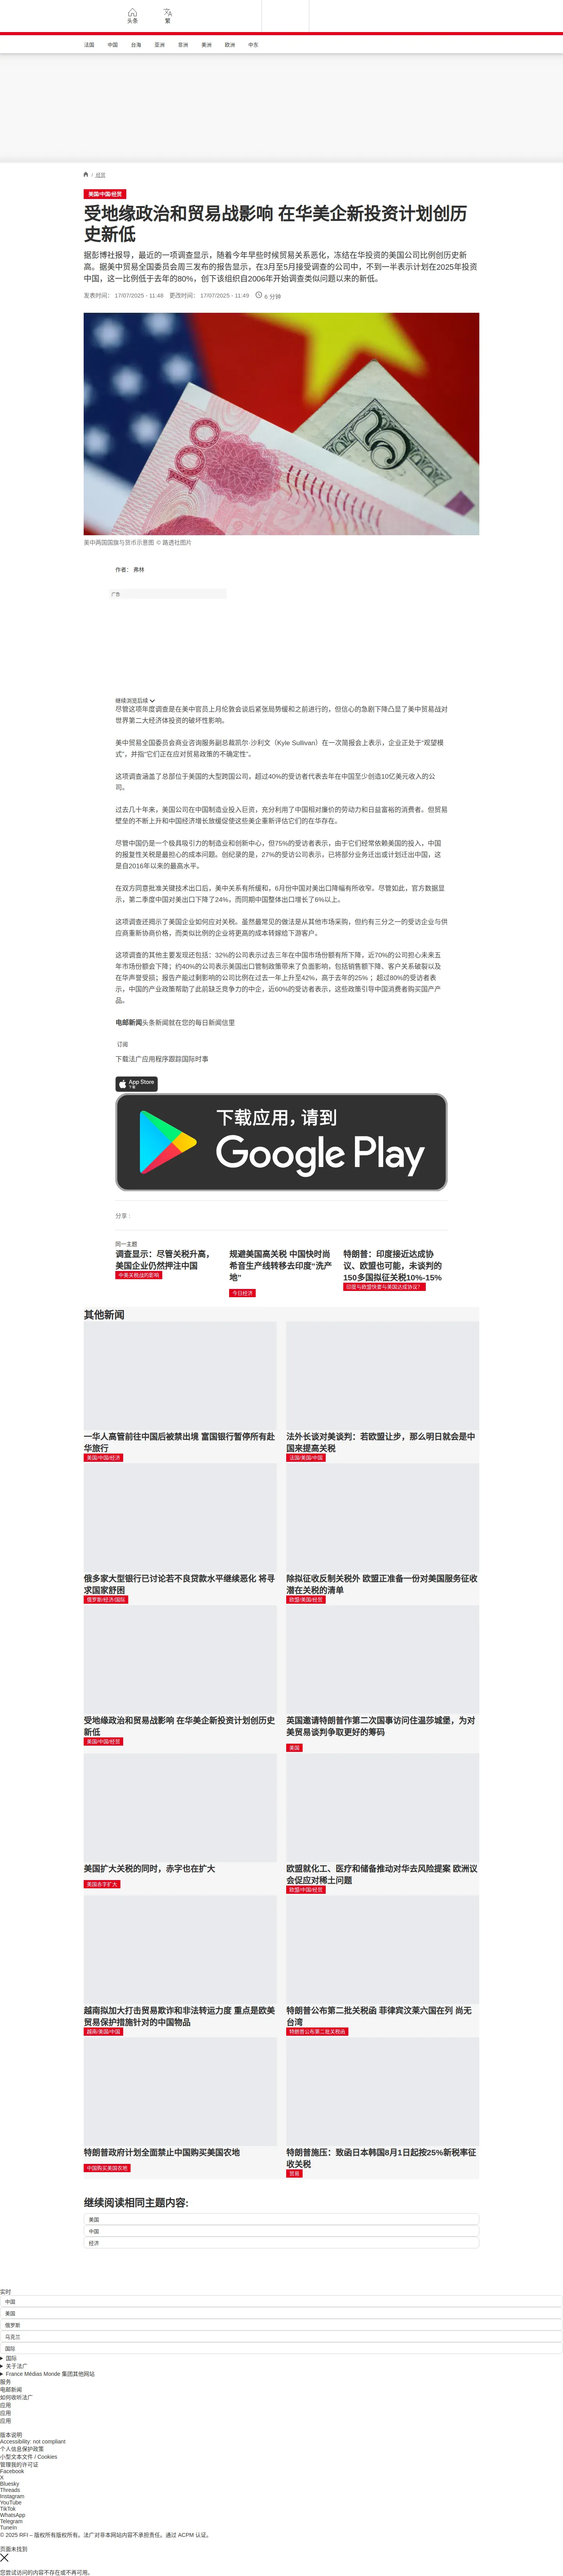 头条
繁
法国 中国 台海 亚洲 非洲 美洲 欧洲 中东
/ 经贸
美国/中国/经贸
受地缘政治和贸易战影响 在华美企新投资计划创历
史新低
据彭博社报导，最近的一项调查显示，随着今年早些时候贸易关系恶化，冻结在华投资的美国公司比例创历史新
高。据美中贸易全国委员会周三发布的报告显示，在3月至5月接受调查的公司中，不到一半表示计划在2025年投资
中国，这一比例低于去年的80%，创下该组织自2006年开始调查类似问题以来的新低。
发表时间： 17/07/2025 - 11:48 更改时间： 17/07/2025 - 11:49 6 分钟
美中两国国旗与货币示意图 © 路透社图片
作者： 弗林
广告
继续浏览后续
尽管这项年度调查是在美中官员上月伦敦会谈后紧张局势缓和之前进行的，但信心的急剧下降凸显了美中贸易战对
世界第二大经济体投资的破坏性影响。
美中贸易全国委员会商业咨询服务副总裁凯尔·沙利文（Kyle Sullivan）在一次简报会上表示，企业正处于"观望模
式"，并指"它们正在应对贸易政策的不确定性"。
这项调查涵盖了总部位于美国的大型跨国公司，超过40%的受访者代表去年在中国至少创造10亿美元收入的公
司。
过去几十年来，美国公司在中国制造业投入巨资，充分利用了中国相对廉价的劳动力和日益富裕的消费者。但贸易
壁垒的不断上升和中国经济增长放缓促使这些美企重新评估它们的在华存在。
尽管中国仍是一个极具吸引力的制造业和创新中心，但75%的受访者表示，由于它们经常依赖美国的投入，中国
的报复性关税是最担心的成本问题。创纪录的是，27%的受访公司表示，已将部分业务迁出或计划迁出中国，这
是自2016年以来的最高水平。
在双方同意批准关键技术出口后，美中关系有所缓和，6月份中国对美出口降幅有所收窄。尽管如此，官方数据显
示，第二季度中国对美出口下降了24%，而同期中国整体出口增长了6%以上。
这项调查还揭示了美国企业如何应对关税。虽然最常见的做法是从其他市场采购，但约有三分之一的受访企业与供
应商重新协商价格，而类似比例的企业将更高的成本转嫁给下游客户。
这项调查的其他主要发现还包括：32%的公司表示过去三年在中国市场份额有所下降，近70%的公司担心未来五
年市场份额会下降；约40%的公司表示美国出口管制政策带来了负面影响，包括销售额下降、客户关系破裂以及
在华声誉受损；报告产能过剩影响的公司比例在过去一年上升至42%，高于去年的25%；超过80%的受访者表
示，中国的产业政策帮助了此前缺乏竞争力的中企，近60%的受访者表示，这些政策引导中国消费者购买国产产
品。
电邮新闻头条新闻就在您的每日新闻信里
订阅
下载法广应用程序跟踪国际时事
App Store
下载
下载应用，请到
Google Play
分享 :
同一主题
调查显示：尽管关税升高，
美国企业仍然押注中国
中美关税战的影响
规避美国高关税 中国快时尚
希音生产线转移去印度"洗产
地"
今日经济
特朗普：印度接近达成协
议、欧盟也可能，未谈判的
150多国拟征关税10%-15%
印度与欧盟快要与美国达成协议？
其他新闻
一华人高管前往中国后被禁出境 富国银行暂停所有赴
华旅行
美国/中国/经济
法外长谈对美谈判：若欧盟让步，那么明日就会是中
国来提高关税
法国/美国/中国
俄多家大型银行已讨论若不良贷款水平继续恶化 将寻
求国家纾困
俄罗斯/经济/国际
除拟征收反制关税外 欧盟正准备一份对美国服务征收
潜在关税的清单
欧盟/美国/经贸
受地缘政治和贸易战影响 在华美企新投资计划创历史
新低
美国/中国/经贸
英国邀请特朗普作第二次国事访问住温莎城堡，为对
美贸易谈判争取更好的筹码
美国
美国扩大关税的同时，赤字也在扩大
美国赤字扩大
欧盟就化工、医疗和储备推动对华去风险提案 欧洲议
会促应对稀土问题
欧盟/中国/经贸
越南拟加大打击贸易欺诈和非法转运力度 重点是欧美
贸易保护措施针对的中国物品
越南/美国/中国
特朗普公布第二批关税函 菲律宾汶莱六国在列 尚无
台湾
特朗普公布第二批关税函
特朗普政府计划全面禁止中国购买美国农地
中国购买美国农地
特朗普施压：致函日本韩国8月1日起按25%新税率征
收关税
贸易
继续阅读相同主题内容:
美国
中国
经济
实时
中国
美国
俄罗斯
乌克兰
国际
国际
关于法广
France Médias Monde 集团其他网站
服务
电邮新闻
如何收听法广
应用
应用
应用
版本说明
Accessibility: not compliant
个人信息保护政策
小型文本文件 / Cookies
管理我的许可证
Facebook
X
Bluesky
Threads
Instagram
YouTube
TikTok
WhatsApp
Telegram
TuneIn
© 2025 RFI – 版权所有版权所有。法广对非本网站内容不承担责任。通过 ACPM 认证。
页面未找到
您尝试访问的内容不存在或不再可用。